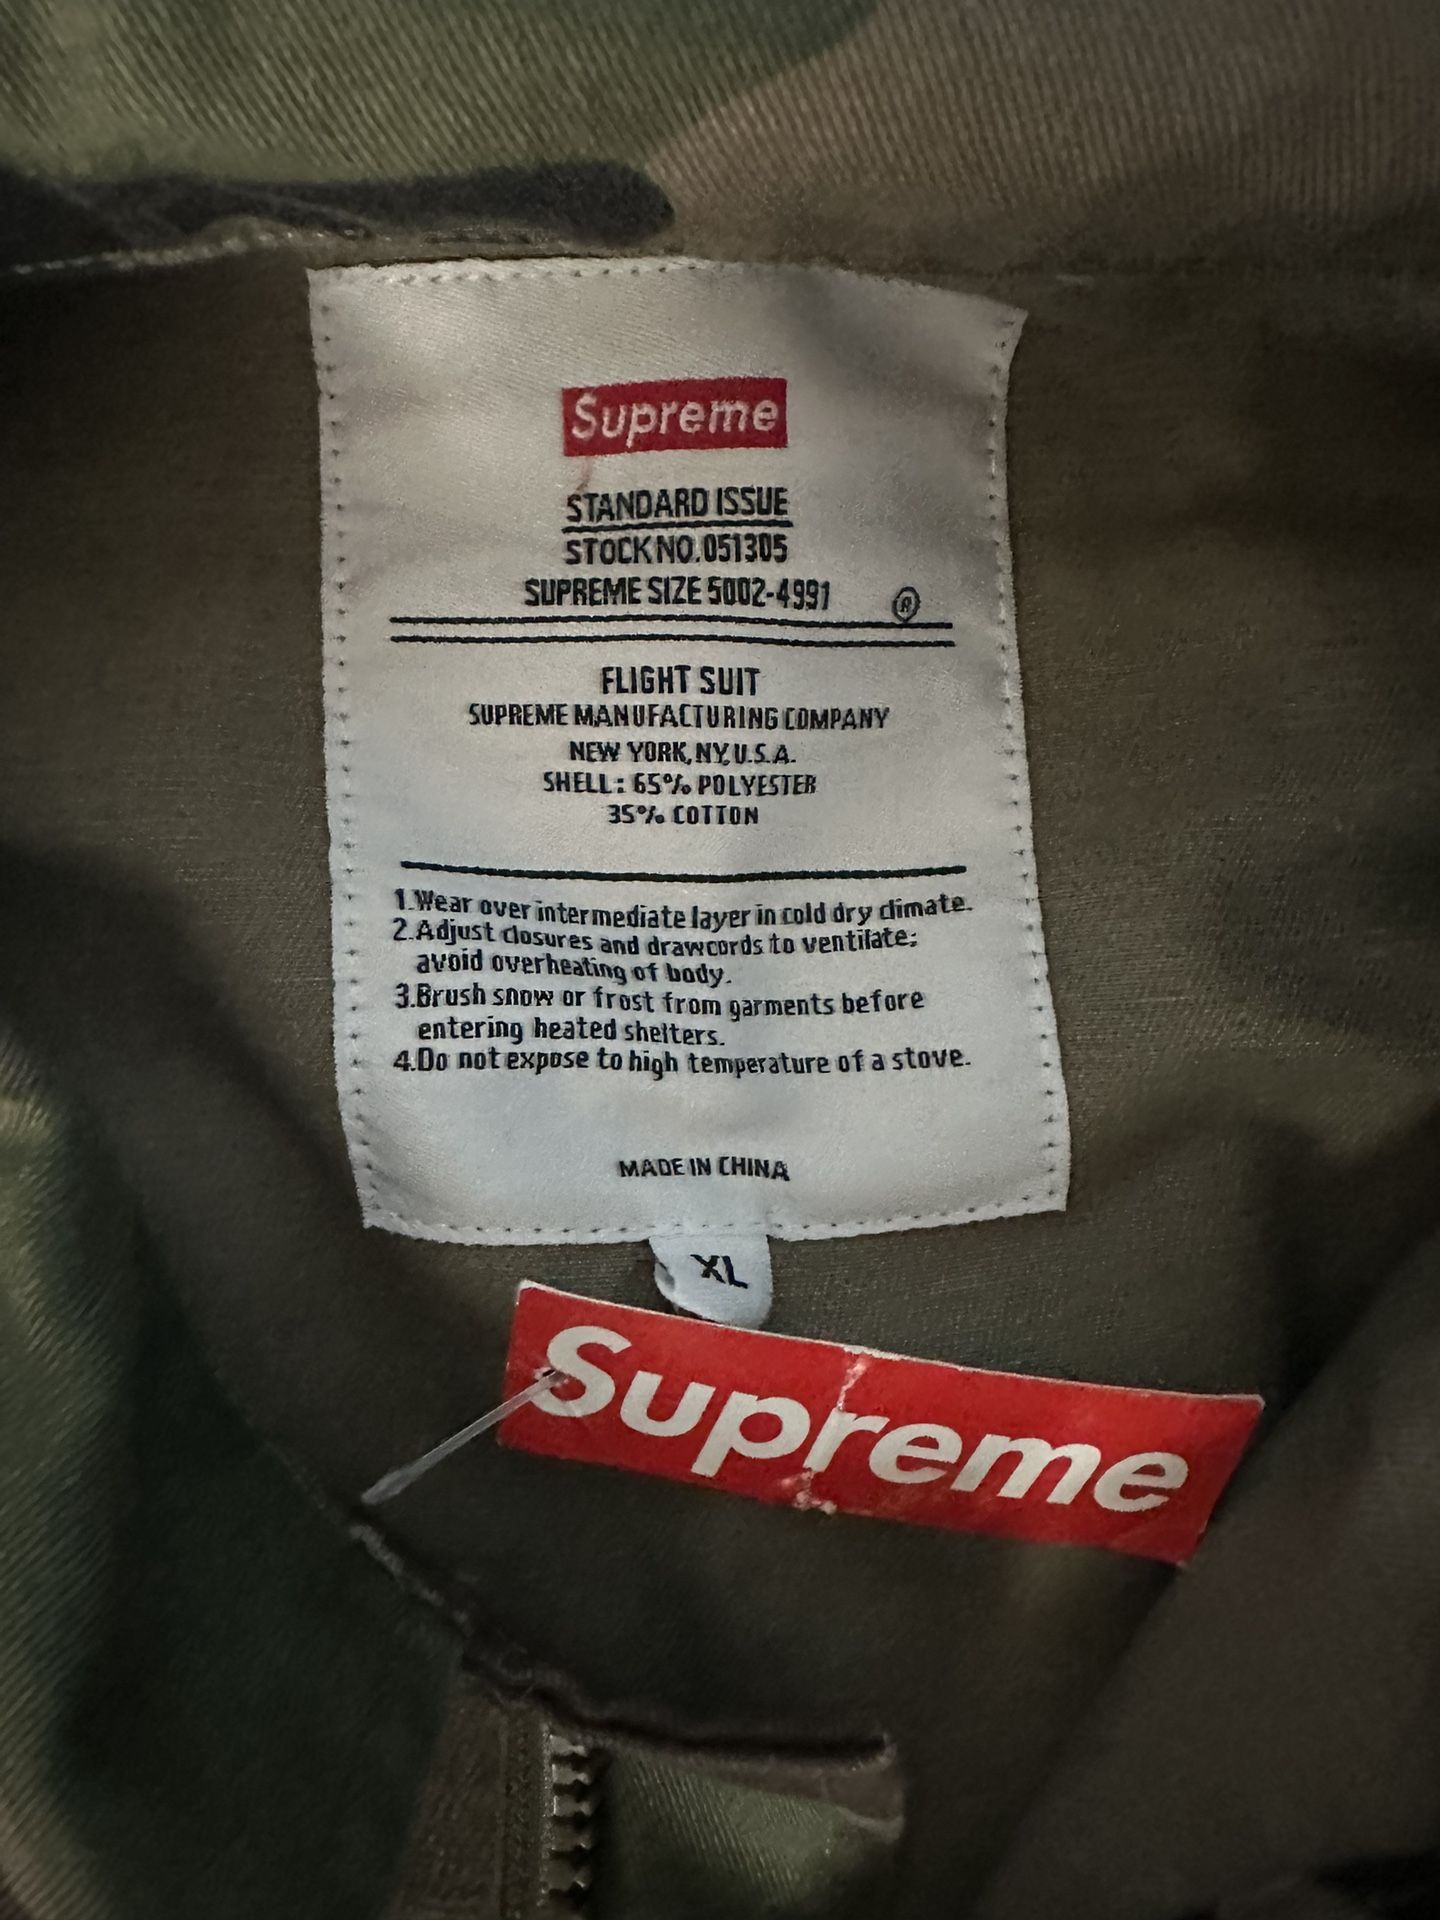 Supreme
STANDARD ISSUE
STOCK NO. 051305
SUPREME SIZE 5002-4991 ®
FLIGHT SUIT
SUPREME MANUFACTURING COMPANY
NEW YORK, NY, U.S.A.
SHELL: 65% POLYESTER
35% COTTON
1.Wear over intermediate layer in cold dry climate.
2.Adjust closures and drawcords to ventilate;
avoid overheating of body.
3.Brush snow or frost from garments before
entering heated shelters.
4.Do not expose to high temperature of a stove.
MADE IN CHINA
XL
Supreme